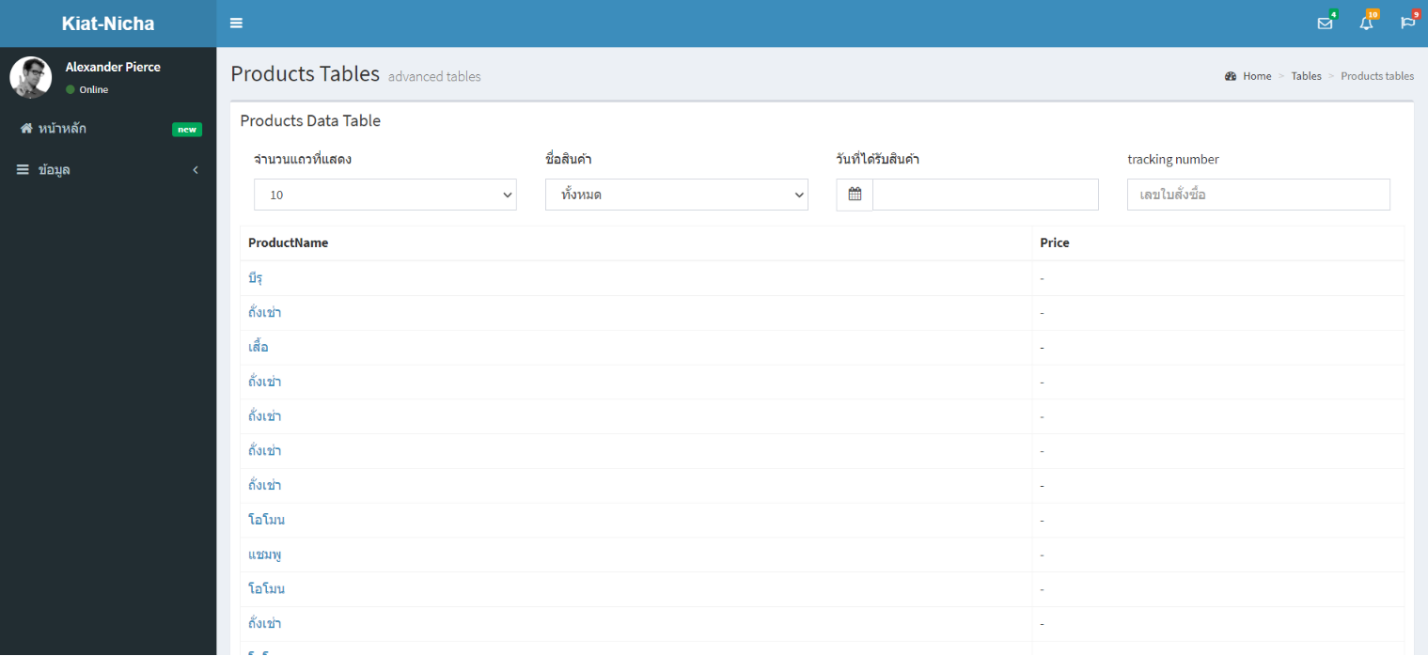 Kiat-Nicha
4
10
9
Alexander Pierce
Online
หน้าหลัก
new
ข้อมูล
Products Tables advanced tables
Home > Tables > Products tables
Products Data Table
จำนวนแถวที่แสดง
ชื่อสินค้า
วันที่ได้รับสินค้า
tracking number
10
ทั้งหมด
เลขใบสั่งซื่อ
ProductName Price
บีรุ -
ถั่งเช่า -
เสื้อ -
ถั่งเช่า -
ถั่งเช่า -
ถั่งเช่า -
ถั่งเช่า -
โอโมน -
แชมพู -
โอโมน -
ถั่งเช่า -